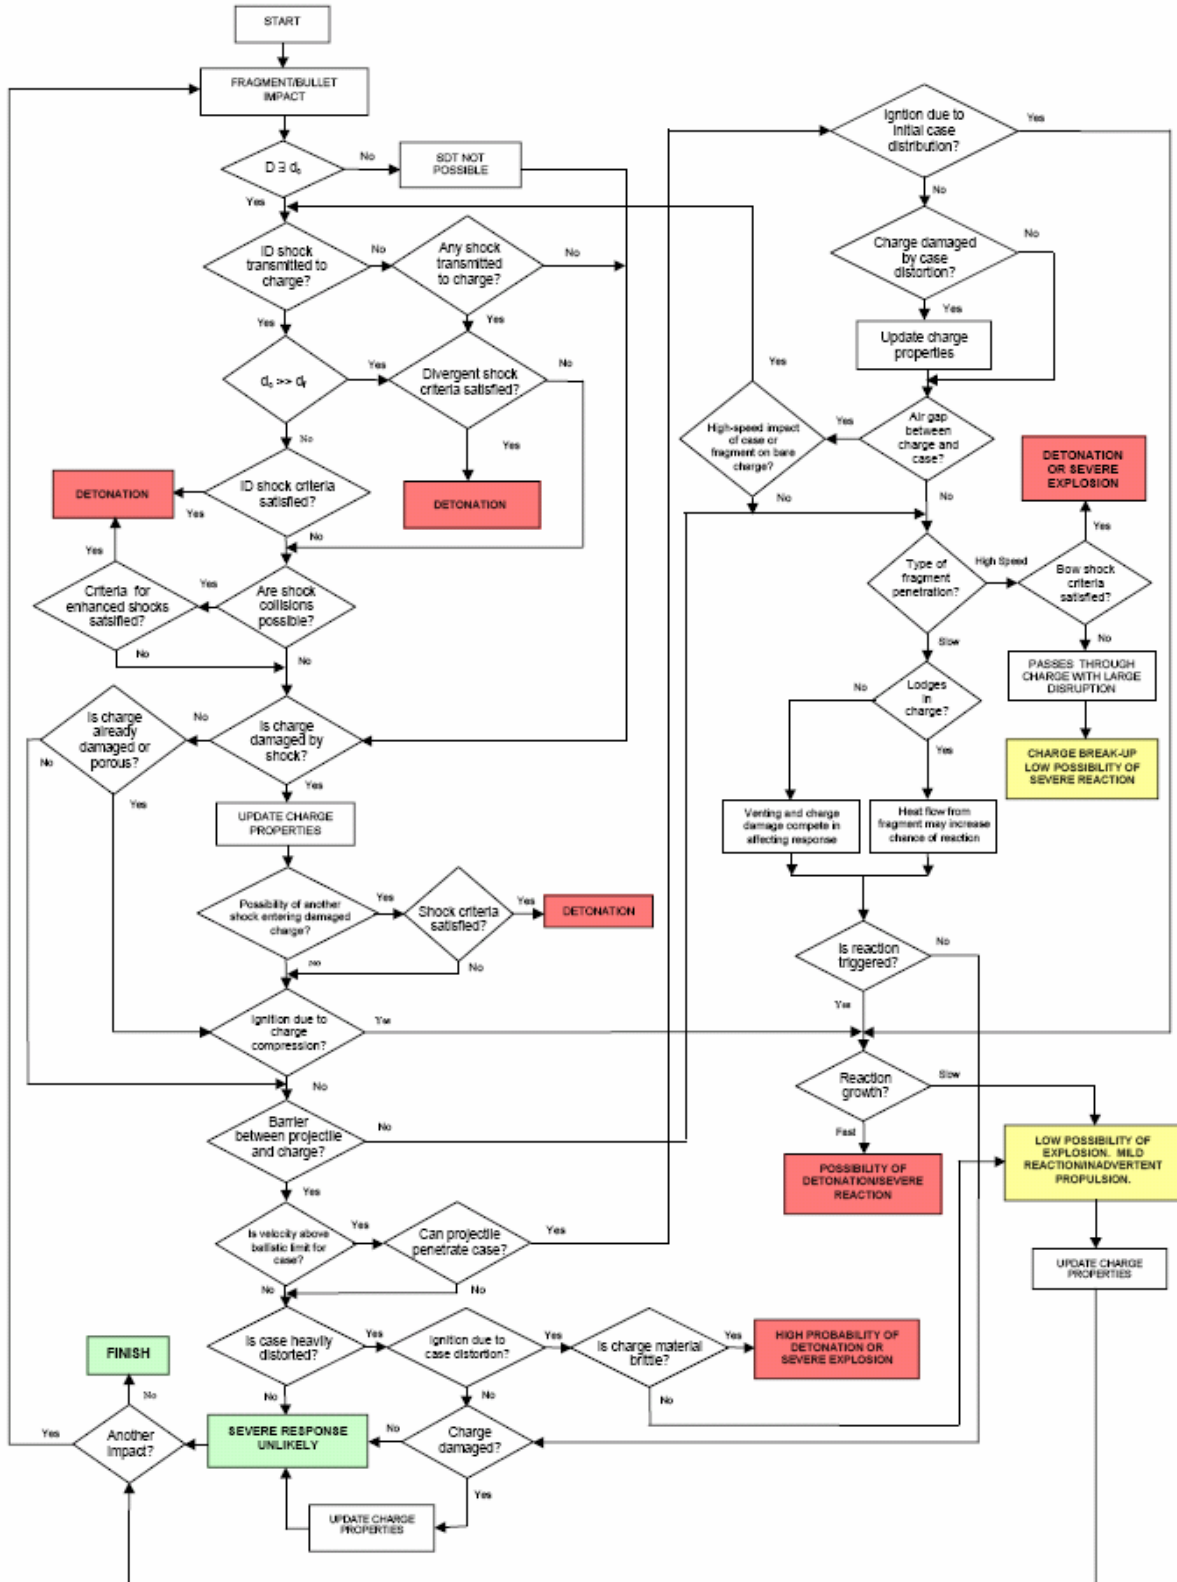 START
FRAGMENT/BULLET
IMPACT
D ∃ dc
No
SDT NOT
POSSIBLE
Yes
ID shock
transmitted to
charge?
No
Any shock
transmitted
to charge?
No
Yes
Yes
dc >> df
Yes
Divergent shock
criteria satisfied?
No
No
Yes
DETONATION
ID shock criteria
satisfied?
Yes
DETONATION
No
Yes
Criteria for
enhanced shocks
satsified?
Yes
Are shock
collisions
possible?
No
No
Is charge
already
damaged or
porous?
No
Is charge
damaged by
shock?
No
Yes
Yes
UPDATE CHARGE
PROPERTIES
Possibility of another
shock entering damaged
charge?
Yes
Shock criteria
satisfied?
Yes
DETONATION
No
No
Ignition due to
charge
compression?
Yes
No
Barrier
between projectile
and charge?
No
Yes
Is velocity above
ballistic limit for
case?
Yes
Can projectile
penetrate case?
Yes
No
No
Is case heavily
distorted?
Yes
Ignition due to
case distortion?
Yes
Is charge material
brittle?
Yes
HIGH PROBABILITY OF
DETONATION OR
SEVERE EXPLOSION
No
No
No
FINISH
No
Yes
Another
Impact?
SEVERE RESPONSE
UNLIKELY
No
Charge
damaged?
Yes
UPDATE CHARGE
PROPERTIES
Igntion due to
initial case
distribution?
Yes
No
Charge damaged
by case
distortion?
No
Yes
Update charge
properties
Yes
High-speed impact
of case or
fragment on bare
charge?
Yes
Air gap
between
charge and
case?
No
No
DETONATION
OR SEVERE
EXPLOSION
Yes
Type of
fragment
penetration?
High Speed
Bow shock
criteria
satisfied?
Slow
No
PASSES THROUGH
CHARGE WITH LARGE
DISRUPTION
No
Lodges
in
charge?
Yes
CHARGE BREAK-UP
LOW POSSIBILITY OF
SEVERE REACTION
Venting and charge
damage compete in
affecting response
Heat flow from
fragment may increase
chance of reaction
Is reaction
triggered?
No
Yes
Reaction
growth?
Slow
Fast
POSSIBILITY OF
DETONATION/SEVERE
REACTION
LOW POSSIBILITY OF
EXPLOSION. MILD
REACTION/INADVERTENT
PROPULSION.
UPDATE CHARGE
PROPERTIES